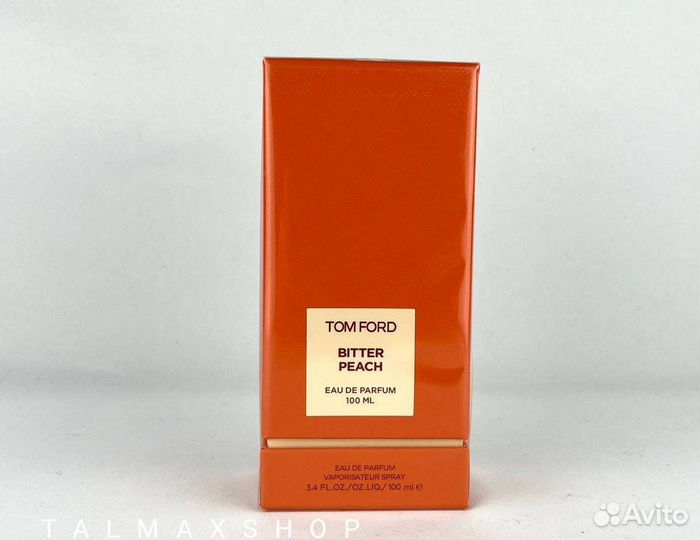 TOM FORD
BITTER
PEACH
EAU DE PARFUM
100 ML
EAU DE PARFUM
VAPORISATEUR SPRAY
3.4 FL.OZ./OZ.LIQ./100 ml ℮
TALMAXSHOP
Avito